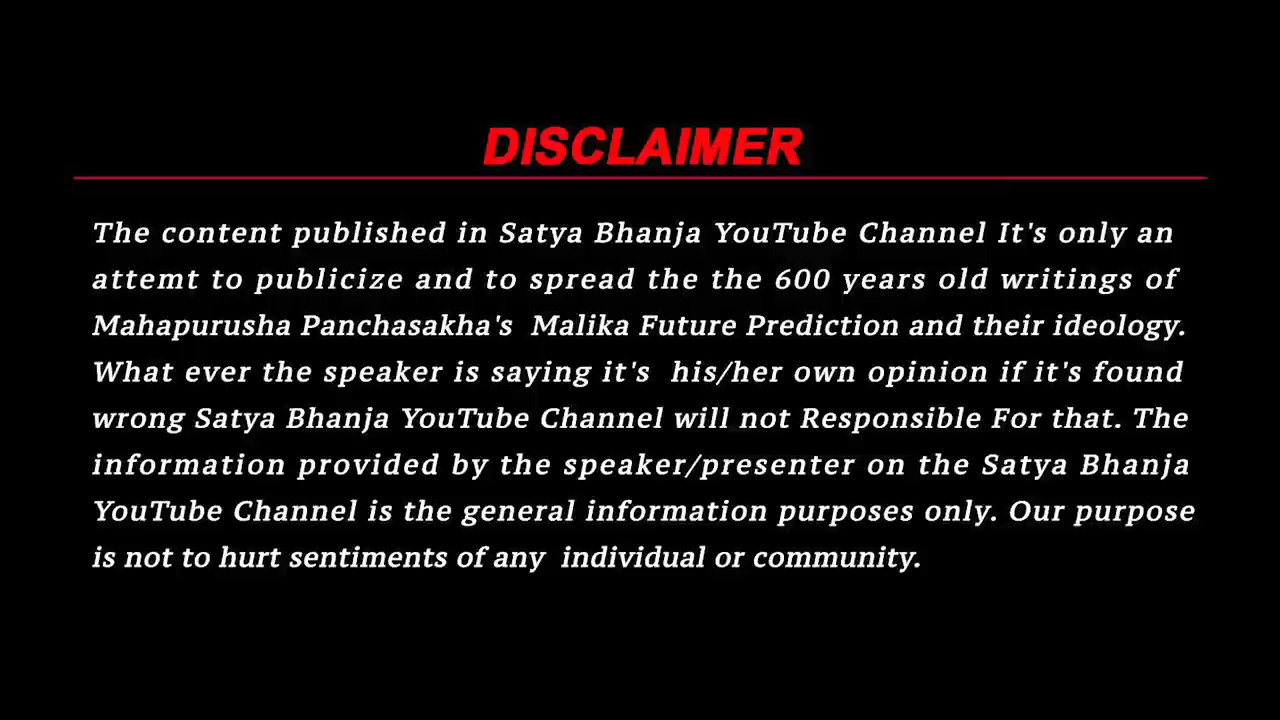 DISCLAIMER
The content published in Satya Bhanja YouTube Channel It's only an
attemt to publicize and to spread the the 600 years old writings of
Mahapurusha Panchasakha's Malika Future Prediction and their ideology.
What ever the speaker is saying it's his/her own opinion if it's found
wrong Satya Bhanja YouTube Channel will not Responsible For that. The
information provided by the speaker/presenter on the Satya Bhanja
YouTube Channel is the general information purposes only. Our purpose
is not to hurt sentiments of any individual or community.